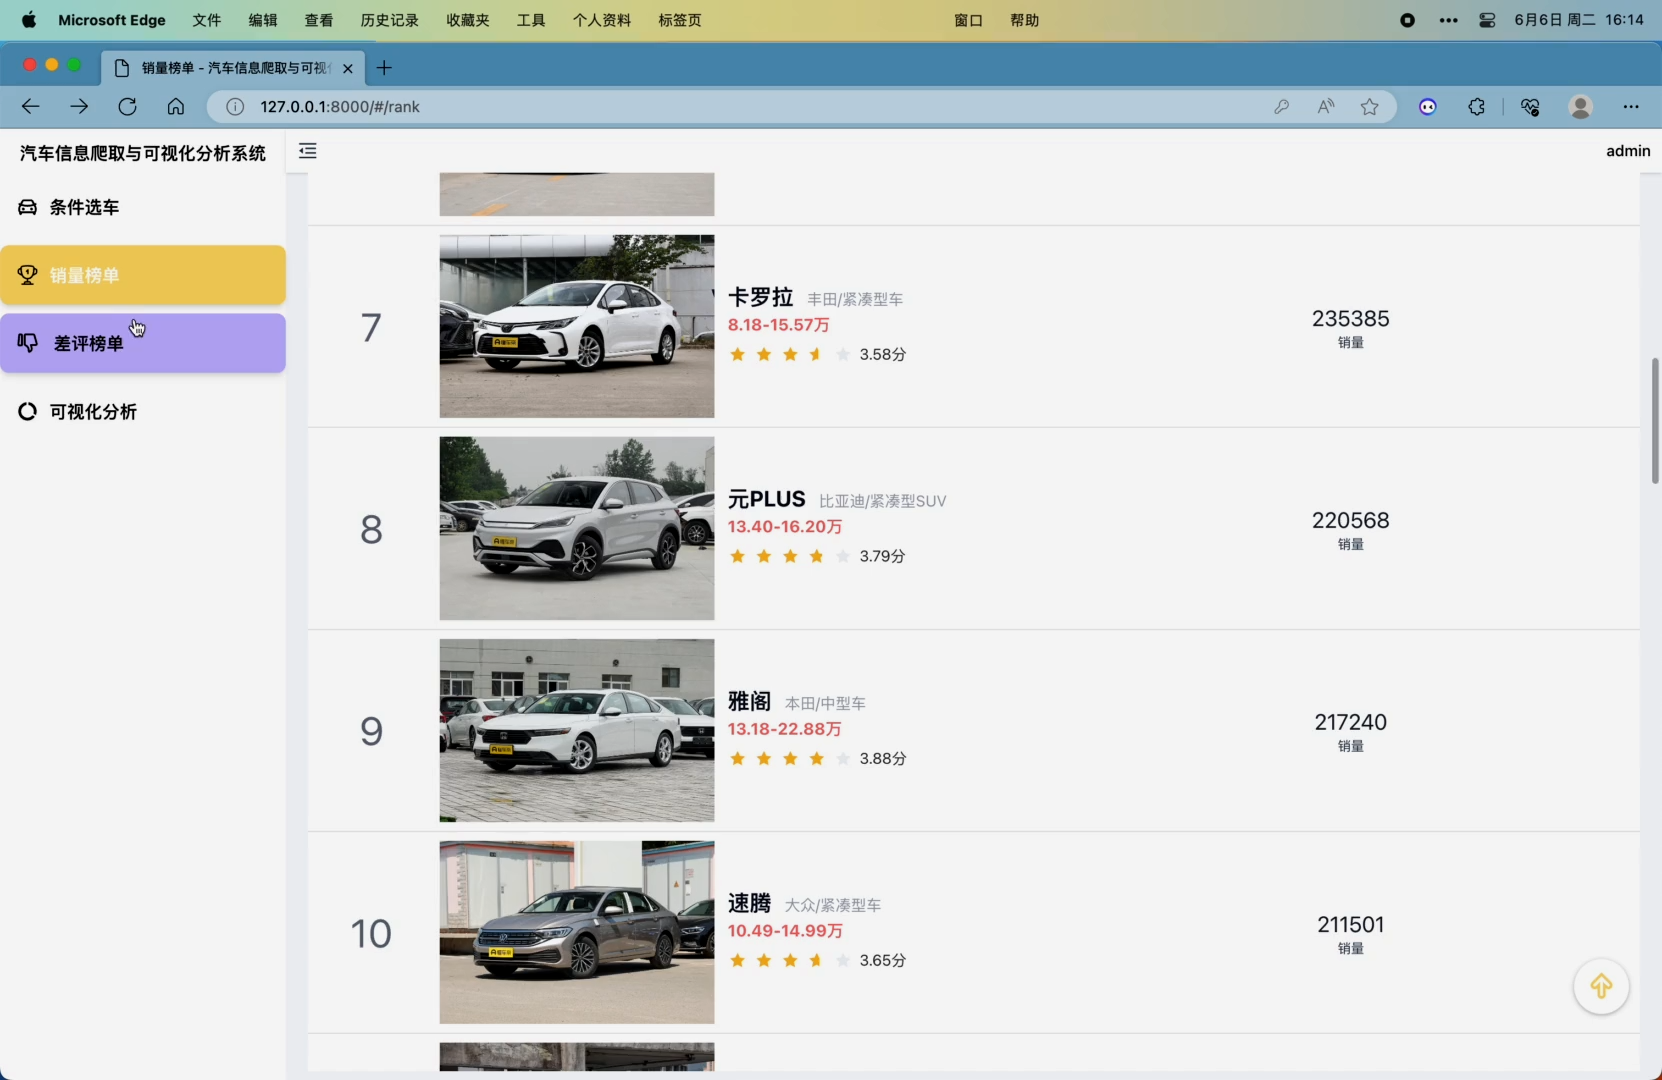 Microsoft Edge 文件 编辑 查看 历史记录 收藏夹 工具 个人资料 标签页 窗口 帮助 6月6日 周二 16:14
销量榜单 - 汽车信息爬取与可视
127.0.0.1:8000/#/rank
汽车信息爬取与可视化分析系统
admin
条件选车
销量榜单
差评榜单
可视化分析
7
卡罗拉 丰田/紧凑型车
8.18-15.57万
3.58分
235385
销量
8
元PLUS 比亚迪/紧凑型SUV
13.40-16.20万
3.79分
220568
销量
9
雅阁 本田/中型车
13.18-22.88万
3.88分
217240
销量
10
速腾 大众/紧凑型车
10.49-14.99万
3.65分
211501
销量